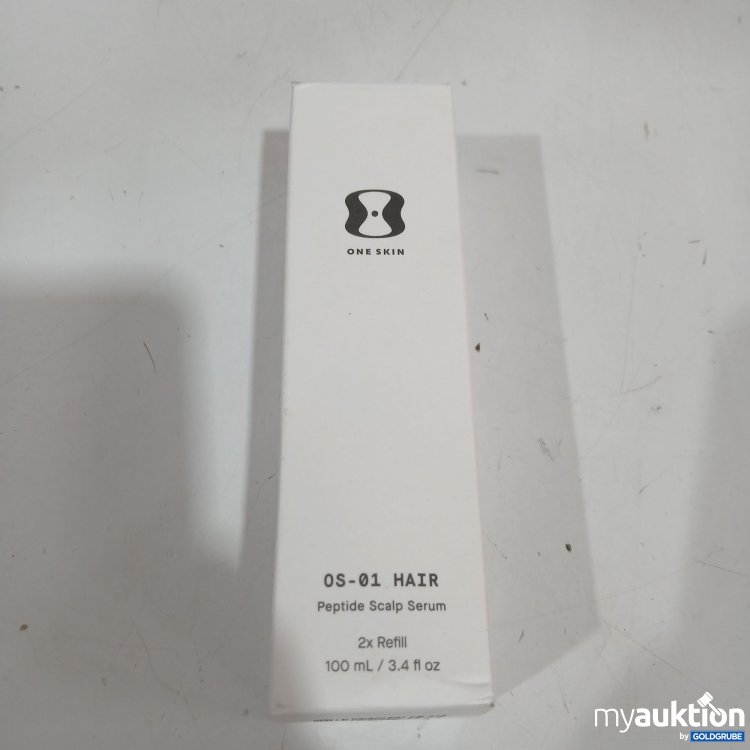 ONE SKIN
OS-01 HAIR
Peptide Scalp Serum
2x Refill
100 mL / 3.4 fl oz
myauktion
by GOLDGRUBE